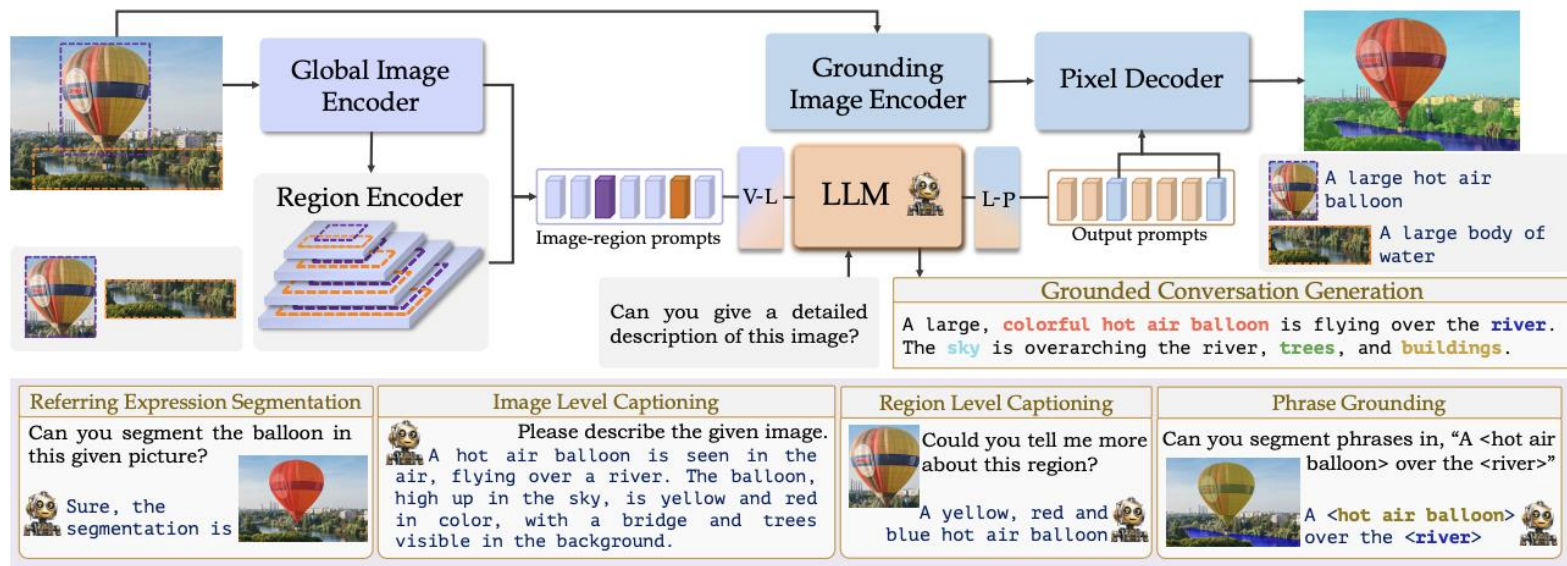 Global Image
Encoder
Grounding
Image Encoder
Pixel Decoder
Region Encoder
Image-region prompts
V-L
LLM
L-P
Output prompts
A large hot air
balloon
A large body of
water
Can you give a detailed
description of this image?
Grounded Conversation Generation
A large, colorful hot air balloon is flying over the river.
The sky is overarching the river, trees, and buildings.
Referring Expression Segmentation
Can you segment the balloon in
this given picture?
Sure, the
segmentation is
Image Level Captioning
Please describe the given image.
A hot air balloon is seen in the
air, flying over a river. The balloon,
high up in the sky, is yellow and red
in color, with a bridge and trees
visible in the background.
Region Level Captioning
Could you tell me more
about this region?
A yellow, red and
blue hot air balloon
Phrase Grounding
Can you segment phrases in, “A <hot air
balloon> over the <river>”
A <hot air balloon>
over the <river>